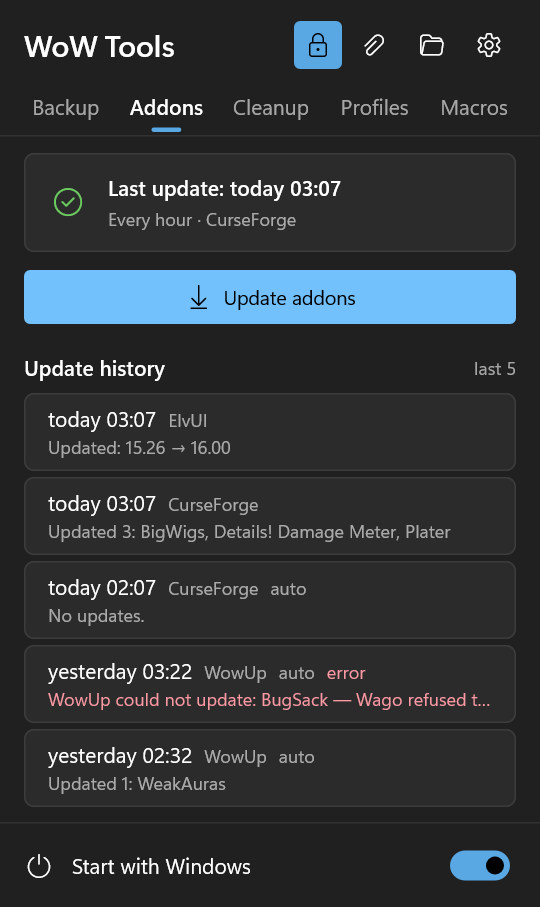 WoW Tools
Backup Addons Cleanup Profiles Macros
Last update: today 03:07
Every hour · CurseForge
Update addons
Update history last 5
today 03:07 ElvUI
Updated: 15.26 → 16.00
today 03:07 CurseForge
Updated 3: BigWigs, Details! Damage Meter, Plater
today 02:07 CurseForge auto
No updates.
yesterday 03:22 WowUp auto error
WowUp could not update: BugSack — Wago refused t...
yesterday 02:32 WowUp auto
Updated 1: WeakAuras
Start with Windows